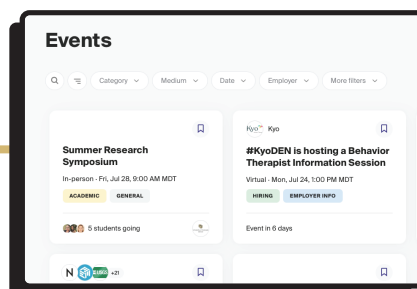 Events
Category
Medium
Date
Employer
More filters
Summer Research
Symposium
In-person · Fri, Jul 28, 9:00 AM MDT
ACADEMIC
GENERAL
5 students going
Kyo
Kyo
#KyoDEN is hosting a Behavior
Therapist Information Session
Virtual · Mon, Jul 24, 1:00 PM MDT
HIRING
EMPLOYER INFO
Event in 6 days
N
+21